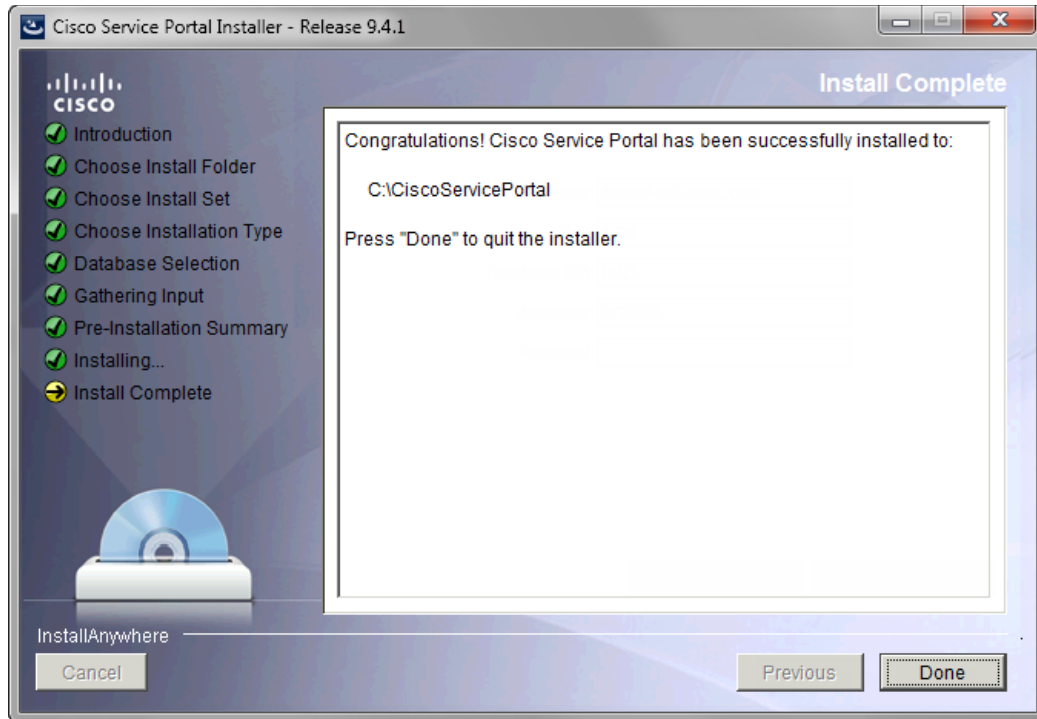 Cisco Service Portal Installer - Release 9.4.1
Install Complete
CISCO
Introduction
Choose Install Folder
Choose Install Set
Choose Installation Type
Database Selection
Gathering Input
Pre-Installation Summary
Installing...
Install Complete
Congratulations! Cisco Service Portal has been successfully installed to:
C:\CiscoServicePortal
Press "Done" to quit the installer.
InstallAnywhere
Cancel
Previous
Done